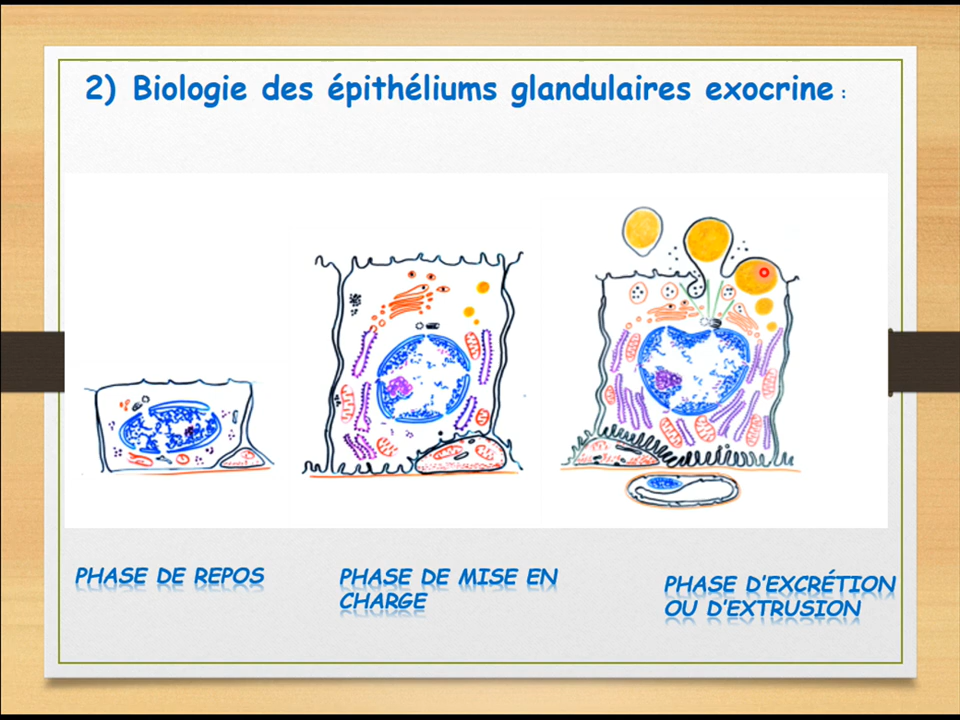 2) Biologie des épithéliums glandulaires exocrine :
PHASE DE REPOS
PHASE DE MISE EN
CHARGE
PHASE D'EXCRÉTION
OU D'EXTRUSION